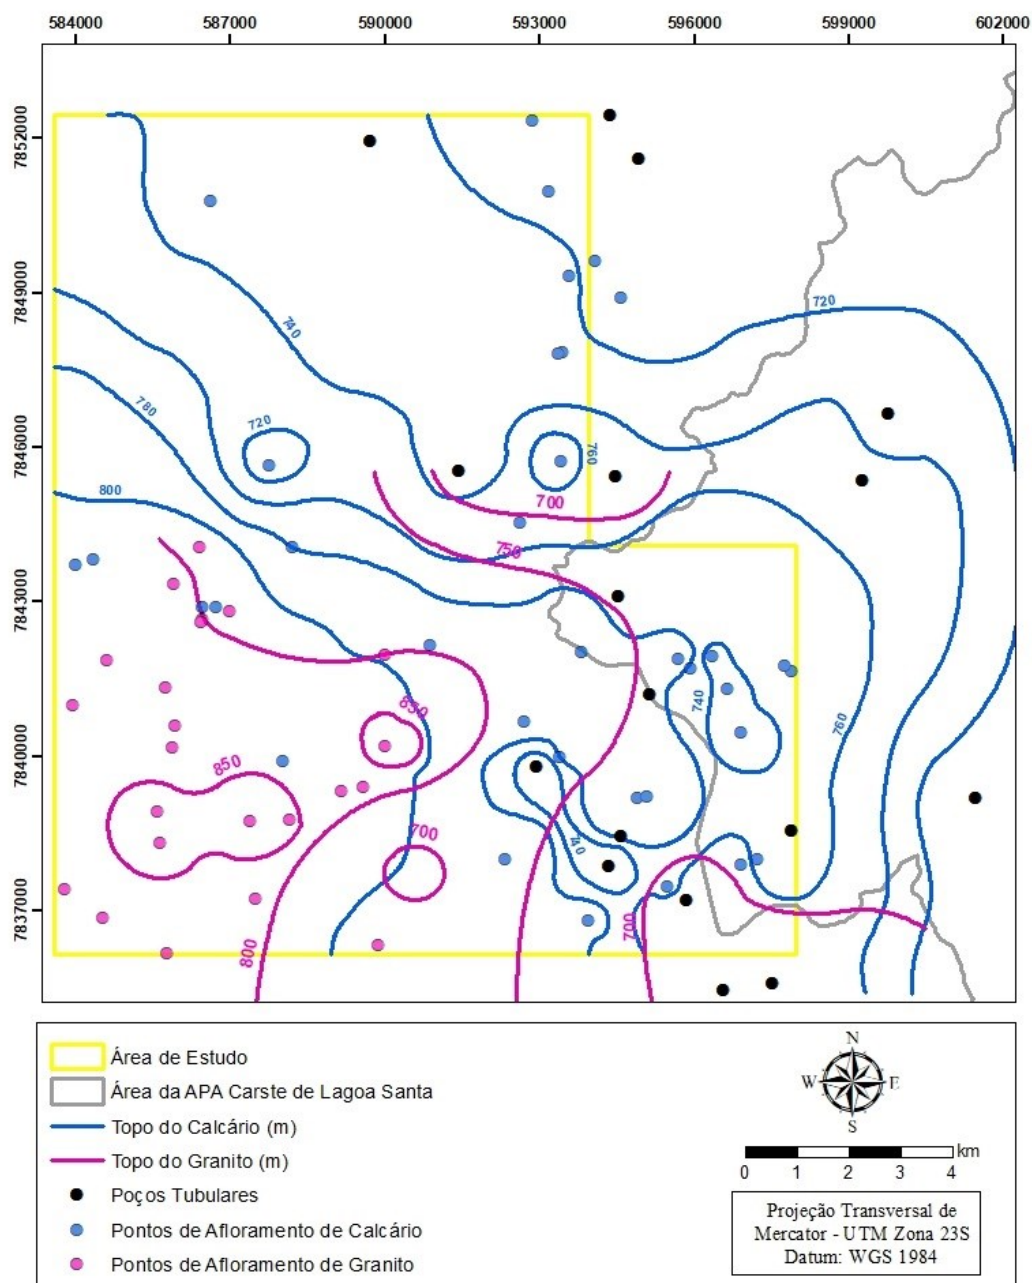 584000 587000 590000 593000 596000 599000 602000
7852000
7849000
7846000
7843000
7840000
7837000
720
740
780
720
760
800
700
750
740
760
850
850
700
740
800
700
Área de Estudo
Área da APA Carste de Lagoa Santa
Topo do Calcário (m)
Topo do Granito (m)
Poços Tubulares
Pontos de Afloramento de Calcário
Pontos de Afloramento de Granito
N
W E
S
km
0 1 2 3 4
Projeção Transversal de
Mercator - UTM Zona 23S
Datum: WGS 1984